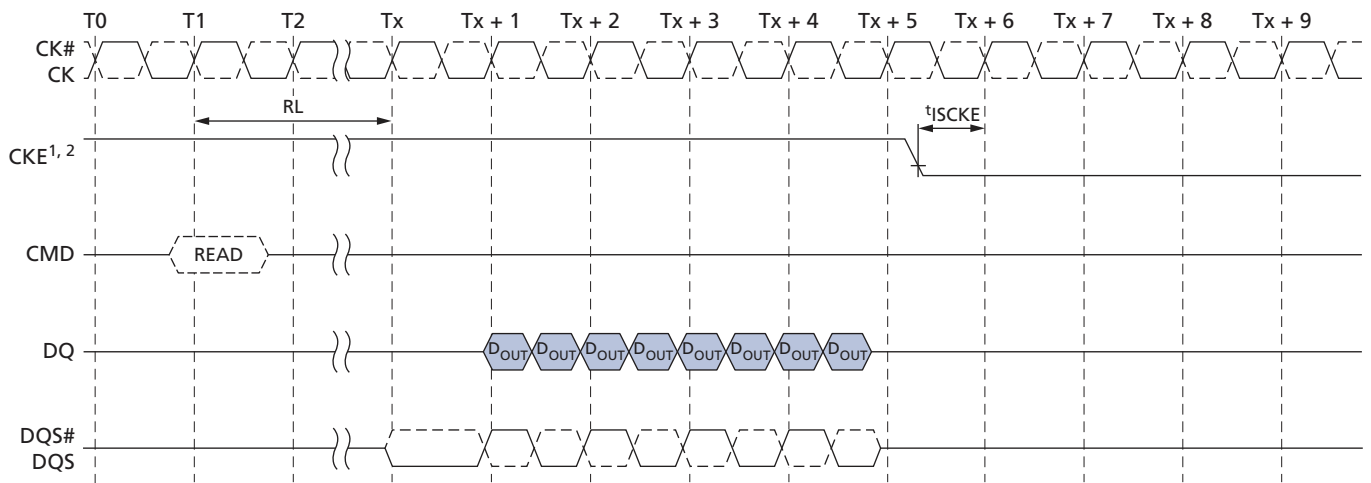 T0 T1 T2 Tx Tx + 1 Tx + 2 Tx + 3 Tx + 4 Tx + 5 Tx + 6 Tx + 7 Tx + 8 Tx + 9
CK#
CK
RL
tISCKE
CKE1, 2
CMD READ
DQ DOUT DOUT DOUT DOUT DOUT DOUT DOUT DOUT
DQS#
DQS